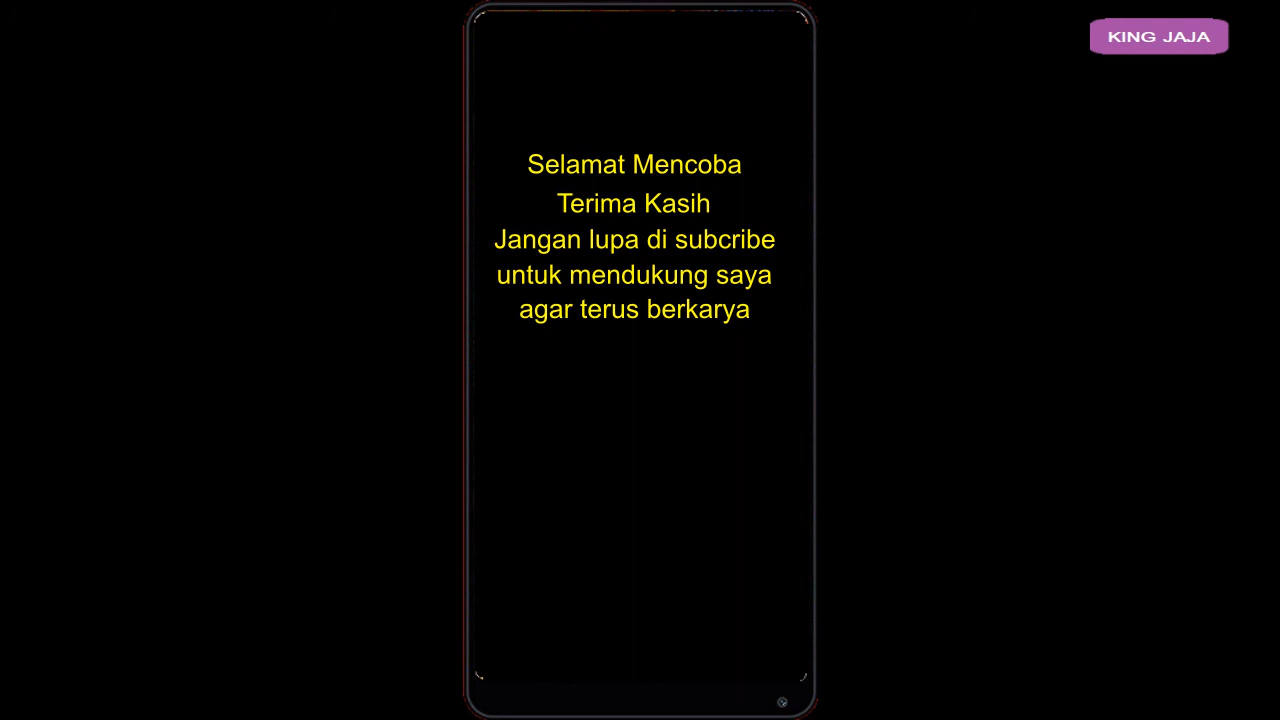 KING JAJA
Selamat Mencoba
Terima Kasih
Jangan lupa di subcribe
untuk mendukung saya
agar terus berkarya